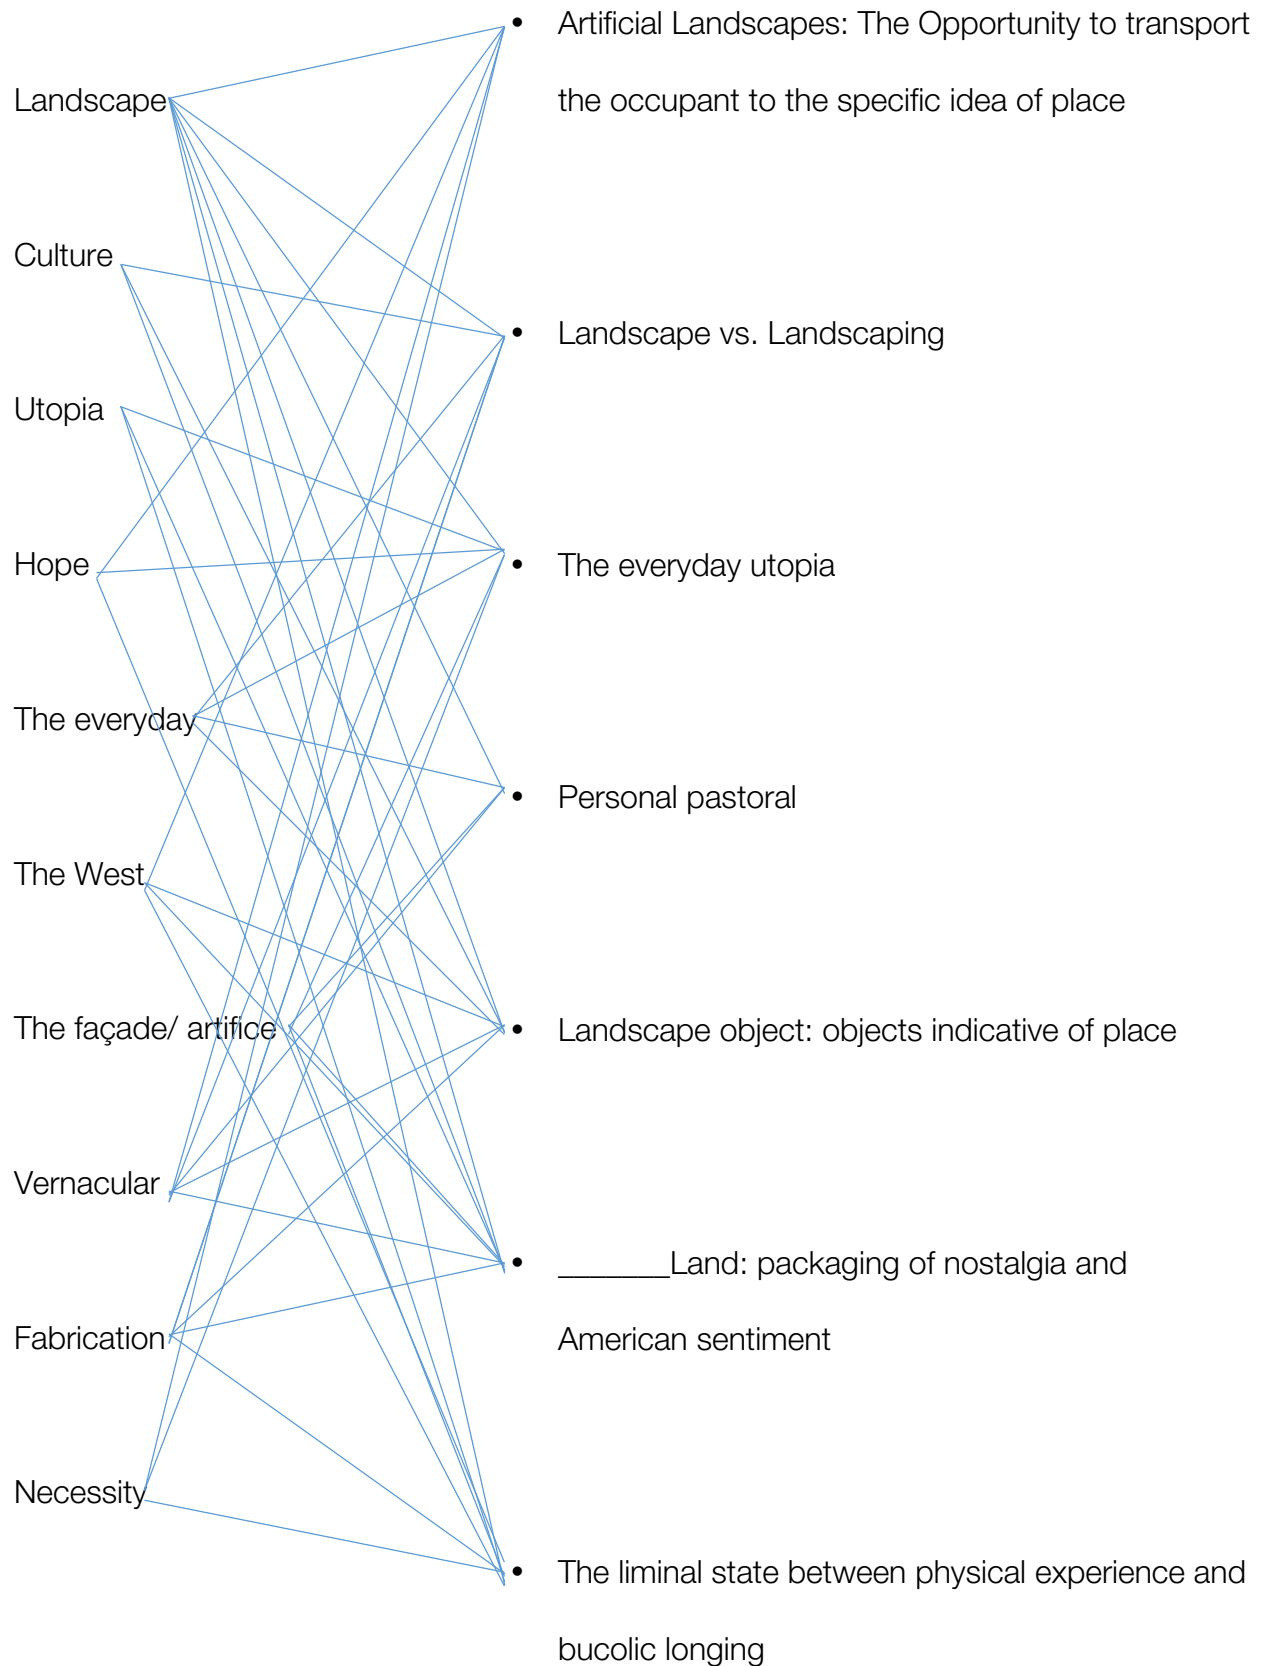 Landscape
Culture
Utopia
Hope
The everyday
The West
The façade/ artifice
Vernacular
Fabrication
Necessity
• Artificial Landscapes: The Opportunity to transport
the occupant to the specific idea of place
• Landscape vs. Landscaping
• The everyday utopia
• Personal pastoral
• Landscape object: objects indicative of place
• _______Land: packaging of nostalgia and
American sentiment
• The liminal state between physical experience and
bucolic longing